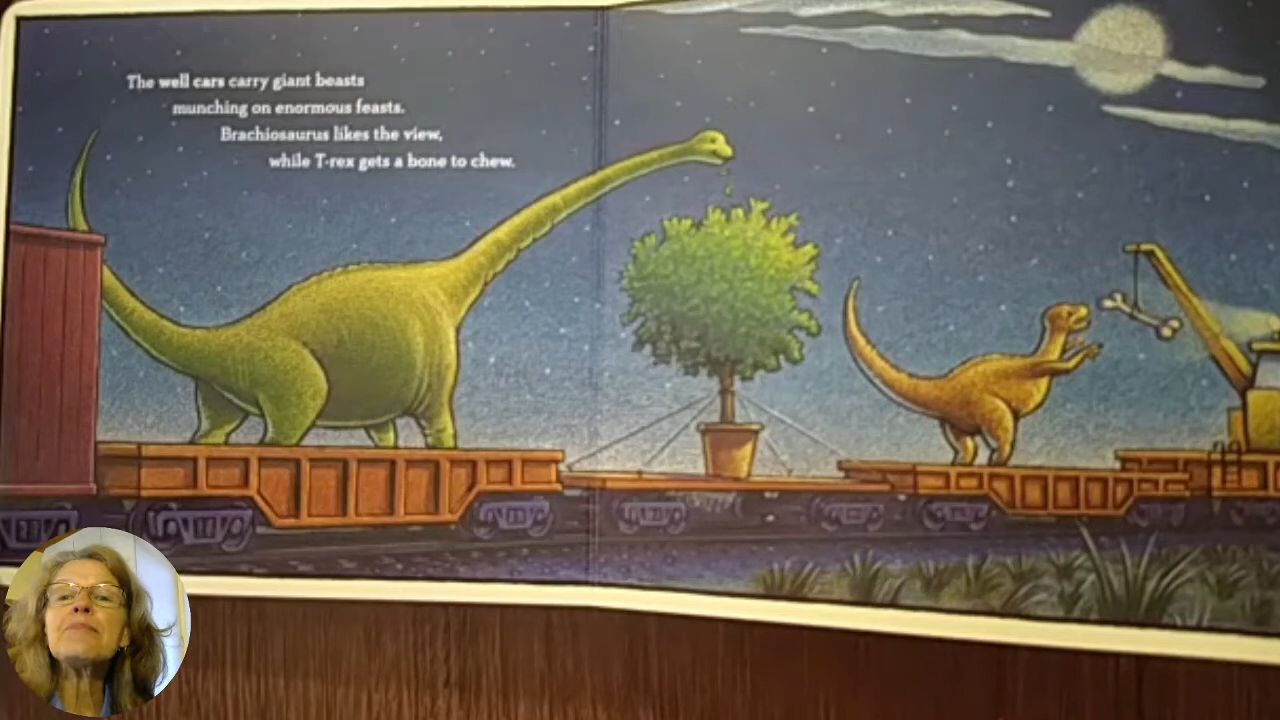 The well cars carry giant beasts
munching on enormous feasts.
Brachiosaurus likes the view,
while T-rex gets a bone to chew.